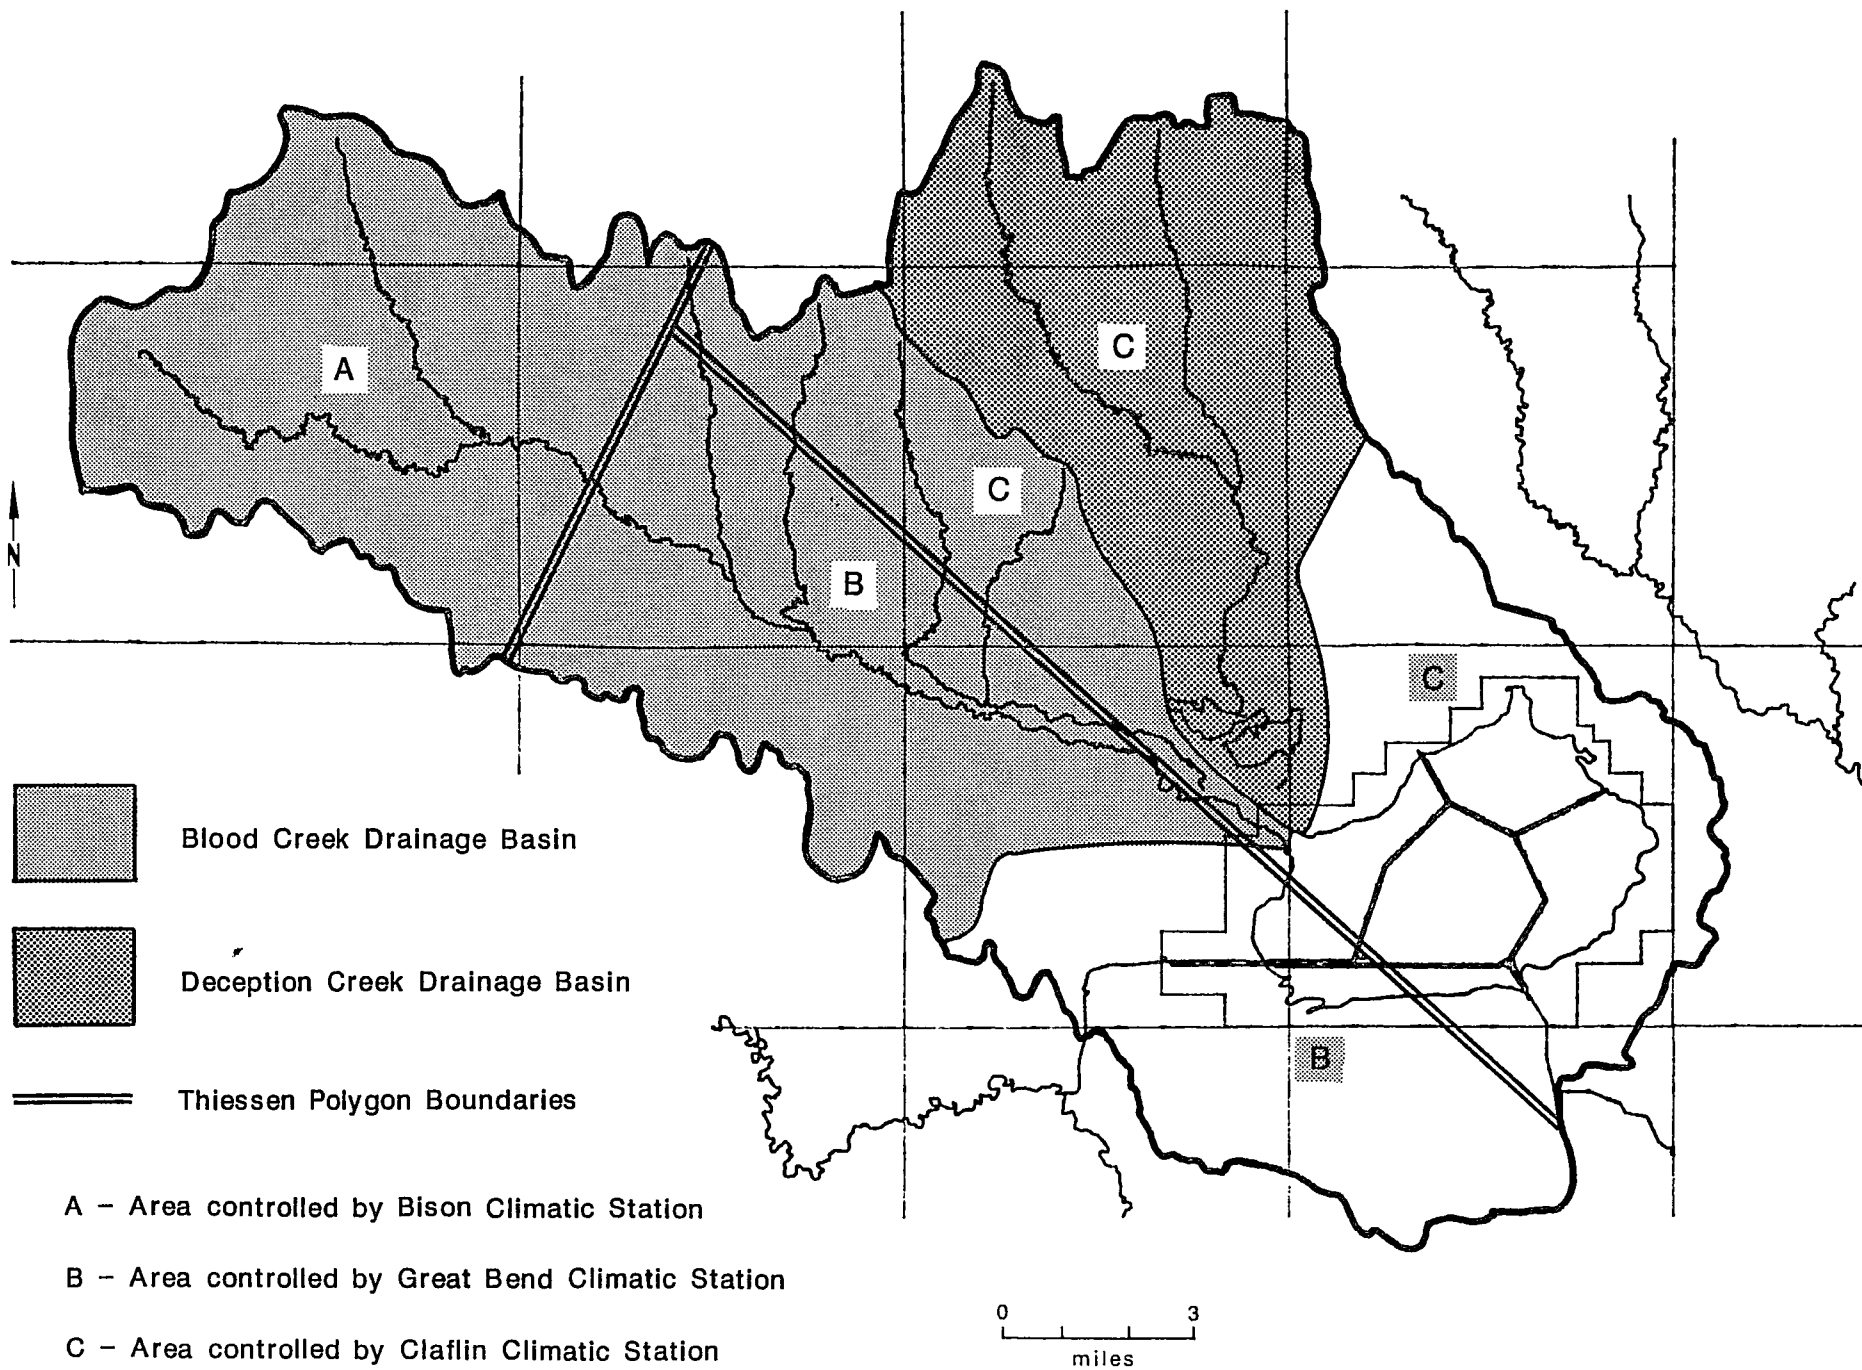 A
C
C
B
N
C
B
Blood Creek Drainage Basin
Deception Creek Drainage Basin
Thiessen Polygon Boundaries
A – Area controlled by Bison Climatic Station
B – Area controlled by Great Bend Climatic Station
C – Area controlled by Claflin Climatic Station
0 3
miles